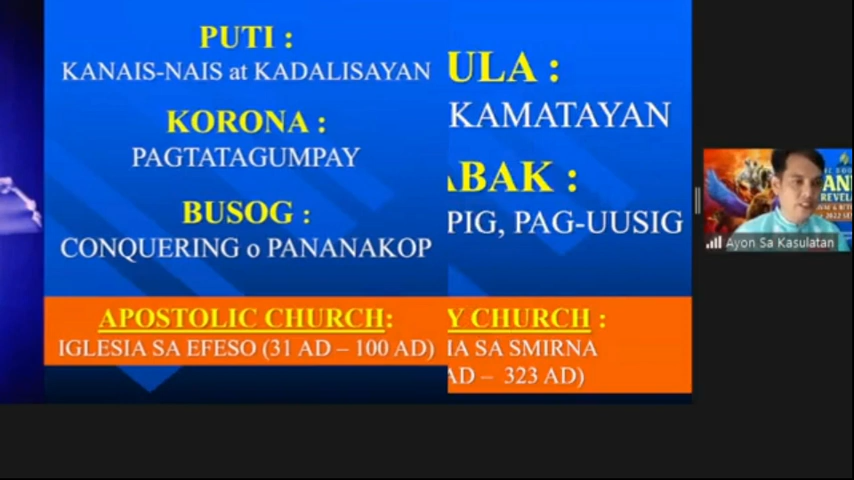 PUTI :
KANAIS-NAIS at KADALISAYAN
KORONA :
PAGTATAGUMPAY
BUSOG :
CONQUERING o PANANAKOP
APOSTOLIC CHURCH:
IGLESIA SA EFESO (31 AD – 100 AD)
ULA :
KAMATAYAN
ABAK :
PIG, PAG-UUSIG
Y CHURCH :
IA SA SMIRNA
AD – 323 AD)
Ayon Sa Kasulatan